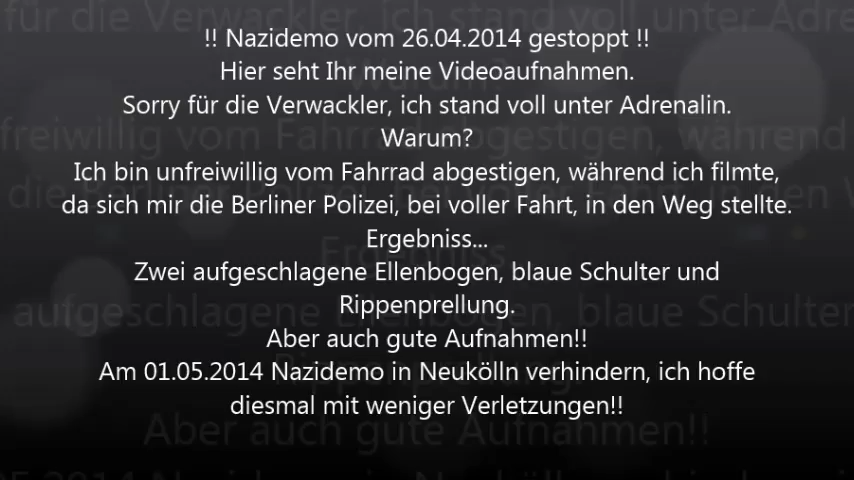 !! Nazidemo vom 26.04.2014 gestoppt !!
Hier seht Ihr meine Videoaufnahmen.
Sorry für die Verwackler, ich stand voll unter Adrenalin.
Warum?
Ich bin unfreiwillig vom Fahrrad abgestigen, während ich filmte,
da sich mir die Berliner Polizei, bei voller Fahrt, in den Weg stellte.
Ergebniss...
Zwei aufgeschlagene Ellenbogen, blaue Schulter und
Rippenprellung.
Aber auch gute Aufnahmen!!
Am 01.05.2014 Nazidemo in Neukölln verhindern, ich hoffe
diesmal mit weniger Verletzungen!!